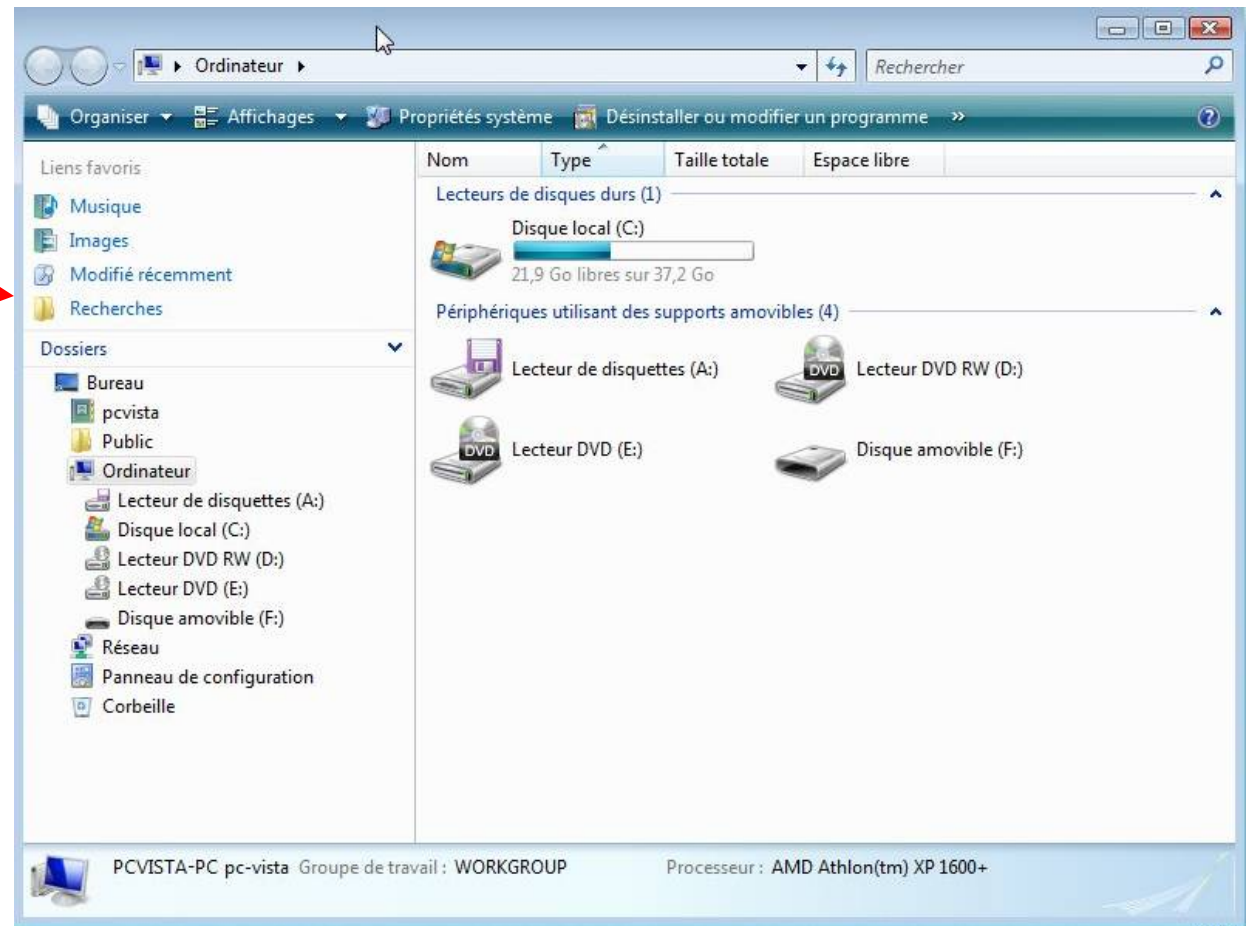 Ordinateur
Rechercher
Organiser Affichages Propriétés système Désinstaller ou modifier un programme »
Liens favoris
Musique
Images
Modifié récemment
Recherches
Dossiers
Bureau
pcvista
Public
Ordinateur
Lecteur de disquettes (A:)
Disque local (C:)
Lecteur DVD RW (D:)
Lecteur DVD (E:)
Disque amovible (F:)
Réseau
Panneau de configuration
Corbeille
Nom Type Taille totale Espace libre
Lecteurs de disques durs (1)
Disque local (C:)
21,9 Go libres sur 37,2 Go
Périphériques utilisant des supports amovibles (4)
Lecteur de disquettes (A:) DVD Lecteur DVD RW (D:)
DVD Lecteur DVD (E:) Disque amovible (F:)
PCVISTA-PC pc-vista Groupe de travail : WORKGROUP Processeur : AMD Athlon(tm) XP 1600+